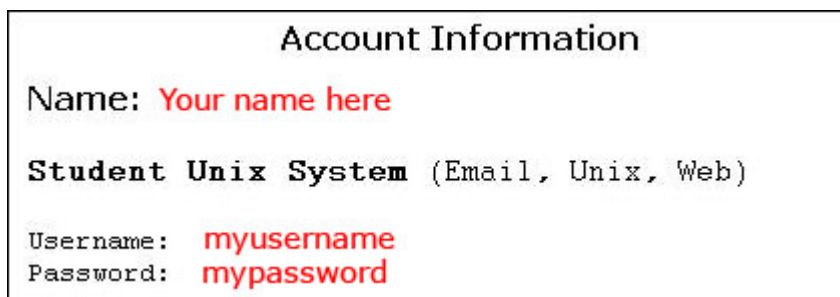 Account Information
Name: Your name here
Student Unix System (Email, Unix, Web)
Username: myusername
Password: mypassword